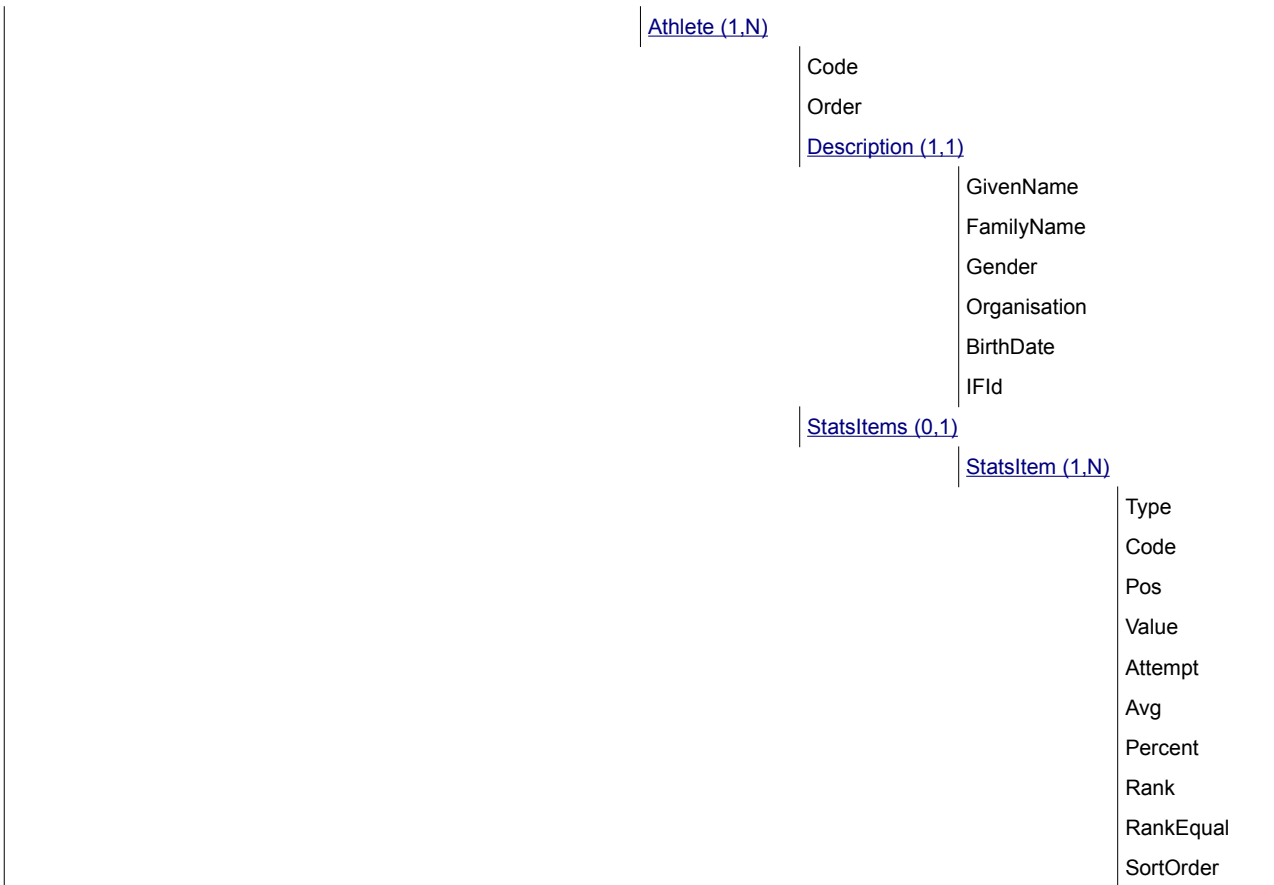 Athlete (1,N)
Code
Order
Description (1,1)
GivenName
FamilyName
Gender
Organisation
BirthDate
IFId
StatsItems (0,1)
StatsItem (1,N)
Type
Code
Pos
Value
Attempt
Avg
Percent
Rank
RankEqual
SortOrder